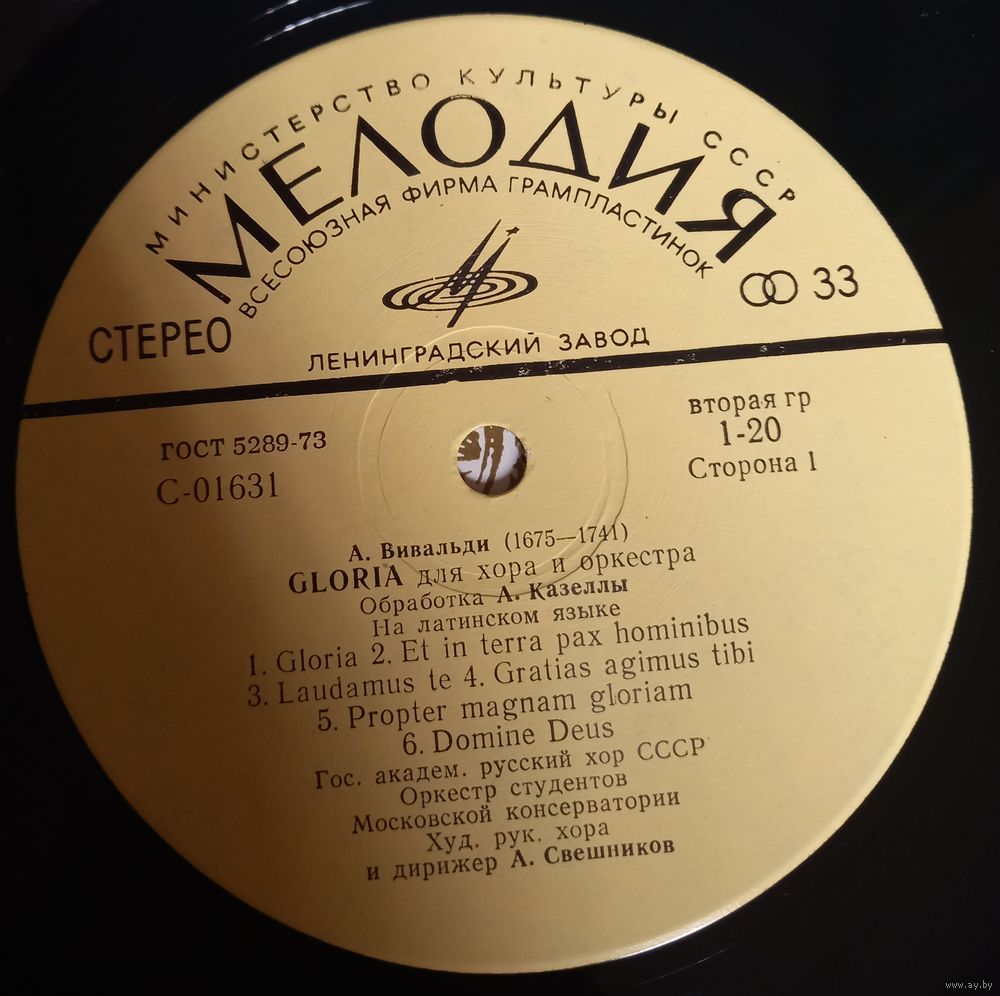 МИНИСТЕРСТВО КУЛЬТУРЫ СССР
МЕЛОДИЯ
ВСЕСОЮЗНАЯ ФИРМА ГРАМПЛАСТИНОК
СТЕРЕО
33
ЛЕНИНГРАДСКИЙ ЗАВОД
ГОСТ 5289-73
С-01631
вторая гр
1-20
Сторона 1
А. Вивальди (1675—1741)
GLORIA для хора и оркестра
Обработка А. Казеллы
На латинском языке
1. Gloria 2. Et in terra pax hominibus
3. Laudamus te 4. Gratias agimus tibi
5. Propter magnam gloriam
6. Domine Deus
Гос. академ. русский хор СССР
Оркестр студентов
Московской консерватории
Худ. рук. хора
и дирижер А. Свешников
www.ay.by